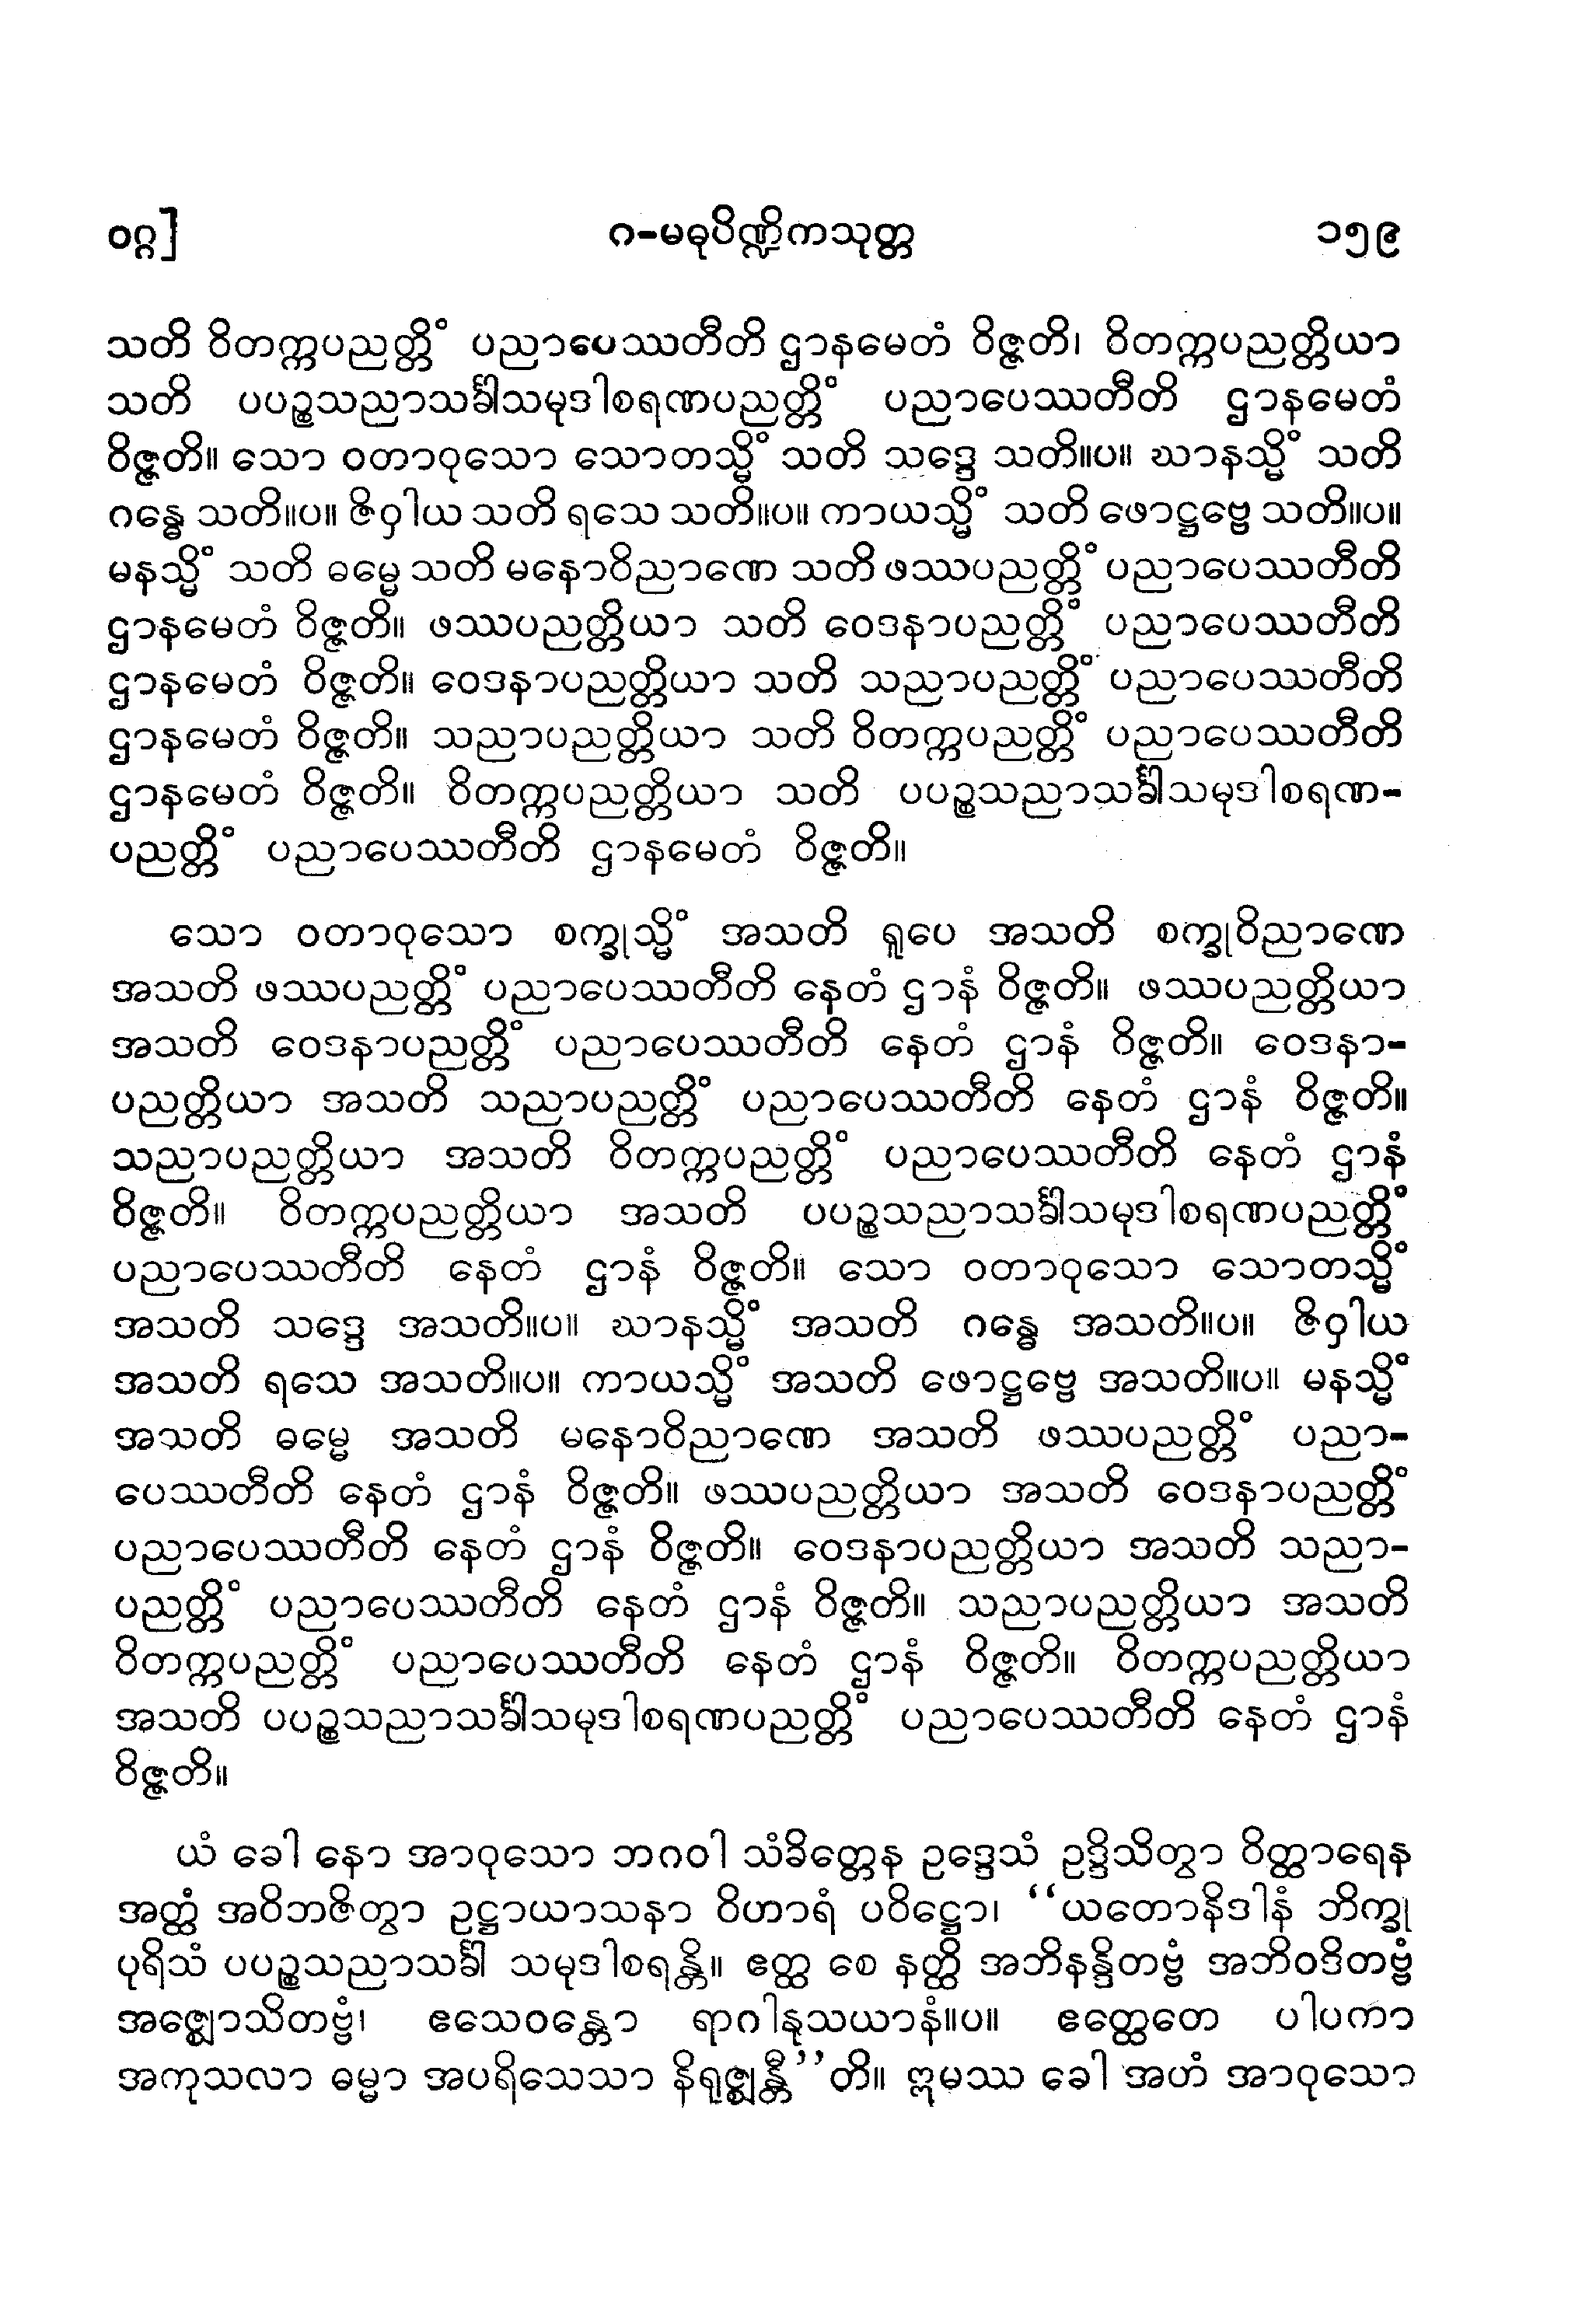 ဝဂ္ဂ]
ဂ-မဓုပိဏ္ဍိကသုတ္တ
၁၅၉
သတိ ဝိတက္ကပညတ္တိံ ပညာပေဿတီတိ ဌာနမေတံ ဝိဇ္ဇတိ၊ ဝိတက္ကပညတ္တိယာ
သတိ ပပဉ္စသညာသင်္ခါသမုဒါစရဏပညတ္တိံ ပညာပေဿတီတိ ဌာနမေတံ
ဝိဇ္ဇတိ။ သော ဝတာဝုသော သောတသ္မိံ သတိ သဒ္ဒေ သတိ။ပ။ ဃာနသ္မိံ သတိ
ဂန္ဓေ သတိ။ပ။ ဇိဝှါယ သတိ ရသေ သတိ။ပ။ ကာယသ္မိံ သတိ ဖောဋ္ဌဗ္ဗေ သတိ။ပ။
မနသ္မိံ သတိ ဓမ္မေ သတိ မနောဝိညာဏေ သတိ ဖဿပညတ္တိံ ပညာပေဿတီတိ
ဌာနမေတံ ဝိဇ္ဇတိ။ ဖဿပညတ္တိယာ သတိ ဝေဒနာပညတ္တိံ ပညာပေဿတီတိ
ဌာနမေတံ ဝိဇ္ဇတိ။ ဝေဒနာပညတ္တိယာ သတိ သညာပညတ္တိံ ပညာပေဿတီတိ
ဌာနမေတံ ဝိဇ္ဇတိ။ သညာပညတ္တိယာ သတိ ဝိတက္ကပညတ္တိံ ပညာပေဿတီတိ
ဌာနမေတံ ဝိဇ္ဇတိ။ ဝိတက္ကပညတ္တိယာ သတိ ပပဉ္စသညာသင်္ခါသမုဒါစရဏ-
ပညတ္တိံ ပညာပေဿတီတိ ဌာနမေတံ ဝိဇ္ဇတိ။
သော ဝတာဝုသော စက္ခုသ္မိံ အသတိ ရူပေ အသတိ စက္ခုဝိညာဏေ
အသတိ ဖဿပညတ္တိံ ပညာပေဿတီတိ နေတံ ဌာနံ ဝိဇ္ဇတိ။ ဖဿပညတ္တိယာ
အသတိ ဝေဒနာပညတ္တိံ ပညာပေဿတီတိ နေတံ ဌာနံ ဝိဇ္ဇတိ။ ဝေဒနာ-
ပညတ္တိယာ အသတိ သညာပညတ္တိံ ပညာပေဿတီတိ နေတံ ဌာနံ ဝိဇ္ဇတိ။
သညာပညတ္တိယာ အသတိ ဝိတက္ကပညတ္တိံ ပညာပေဿတီတိ နေတံ ဌာနံ
ဝိဇ္ဇတိ။ ဝိတက္ကပညတ္တိယာ အသတိ ပပဉ္စသညာသင်္ခါသမုဒါစရဏပညတ္တိံ
ပညာပေဿတီတိ နေတံ ဌာနံ ဝိဇ္ဇတိ။ သော ဝတာဝုသော သောတသ္မိံ
အသတိ သဒ္ဒေ အသတိ။ပ။ ဃာနသ္မိံ အသတိ ဂန္ဓေ အသတိ။ပ။ ဇိဝှါယ
အသတိ ရသေ အသတိ။ပ။ ကာယသ္မိံ အသတိ ဖောဋ္ဌဗ္ဗေ အသတိ။ပ။ မနသ္မိံ
အသတိ ဓမ္မေ အသတိ မနောဝိညာဏေ အသတိ ဖဿပညတ္တိံ ပညာ-
ပေဿတီတိ နေတံ ဌာနံ ဝိဇ္ဇတိ။ ဖဿပညတ္တိယာ အသတိ ဝေဒနာပညတ္တိံ
ပညာပေဿတီတိ နေတံ ဌာနံ ဝိဇ္ဇတိ။ ဝေဒနာပညတ္တိယာ အသတိ သညာ-
ပညတ္တိံ ပညာပေဿတီတိ နေတံ ဌာနံ ဝိဇ္ဇတိ။ သညာပညတ္တိယာ အသတိ
ဝိတက္ကပညတ္တိံ ပညာပေဿတီတိ နေတံ ဌာနံ ဝိဇ္ဇတိ။ ဝိတက္ကပညတ္တိယာ
အသတိ ပပဉ္စသညာသင်္ခါသမုဒါစရဏပညတ္တိံ ပညာပေဿတီတိ နေတံ ဌာနံ
ဝိဇ္ဇတိ။
ယံ ခေါ နော အာဝုသော ဘဂဝါ သံခိတ္တေန ဥဒ္ဒေသံ ဥဒ္ဒိသိတွာ ဝိတ္ထာရေန
အတ္ထံ အဝိဘဇိတွာ ဥဋ္ဌာယာသနာ ဝိဟာရံ ပဝိဋ္ဌော၊ “ယတောနိဒါနံ ဘိက္ခု
ပုရိသံ ပပဉ္စသညာသင်္ခါ သမုဒါစရန္တိ။ ဧတ္ထ စေ နတ္ထိ အဘိနန္ဒိတဗ္ဗံ အဘိဝဒိတဗ္ဗံ
အဇ္ဈောသိတဗ္ဗံ၊ ဧသေဝန္တော ရာဂါနုသယာနံ။ပ။ ဧတ္ထေတေ ပါပကာ
အကုသလာ ဓမ္မာ အပရိသေသာ နိရုဇ္ဈန္တီ”တိ။ ဣမဿ ခေါ အဟံ အာဝုသော